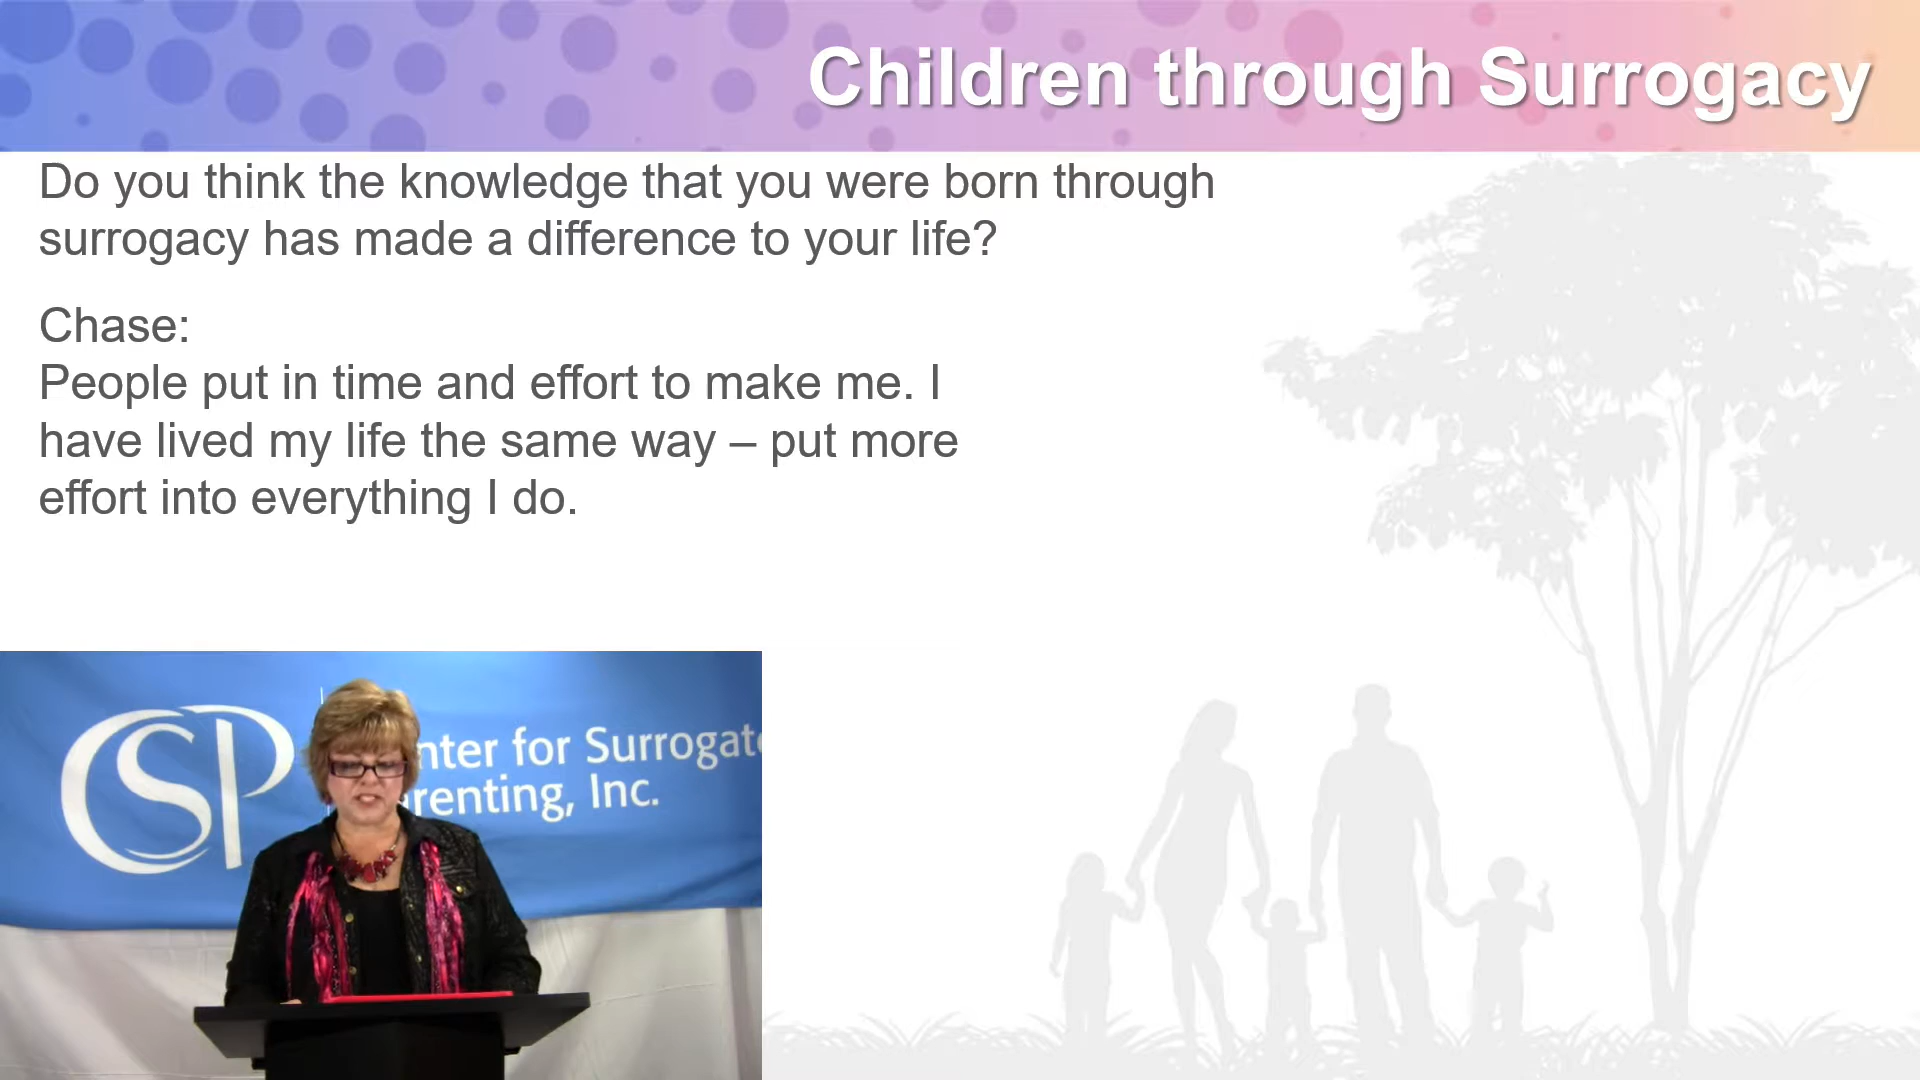 Children through Surrogacy
Do you think the knowledge that you were born through
surrogacy has made a difference to your life?
Chase:
People put in time and effort to make me. I
have lived my life the same way – put more
effort into everything I do.
CSP
nter for Surrogate
renting, Inc.